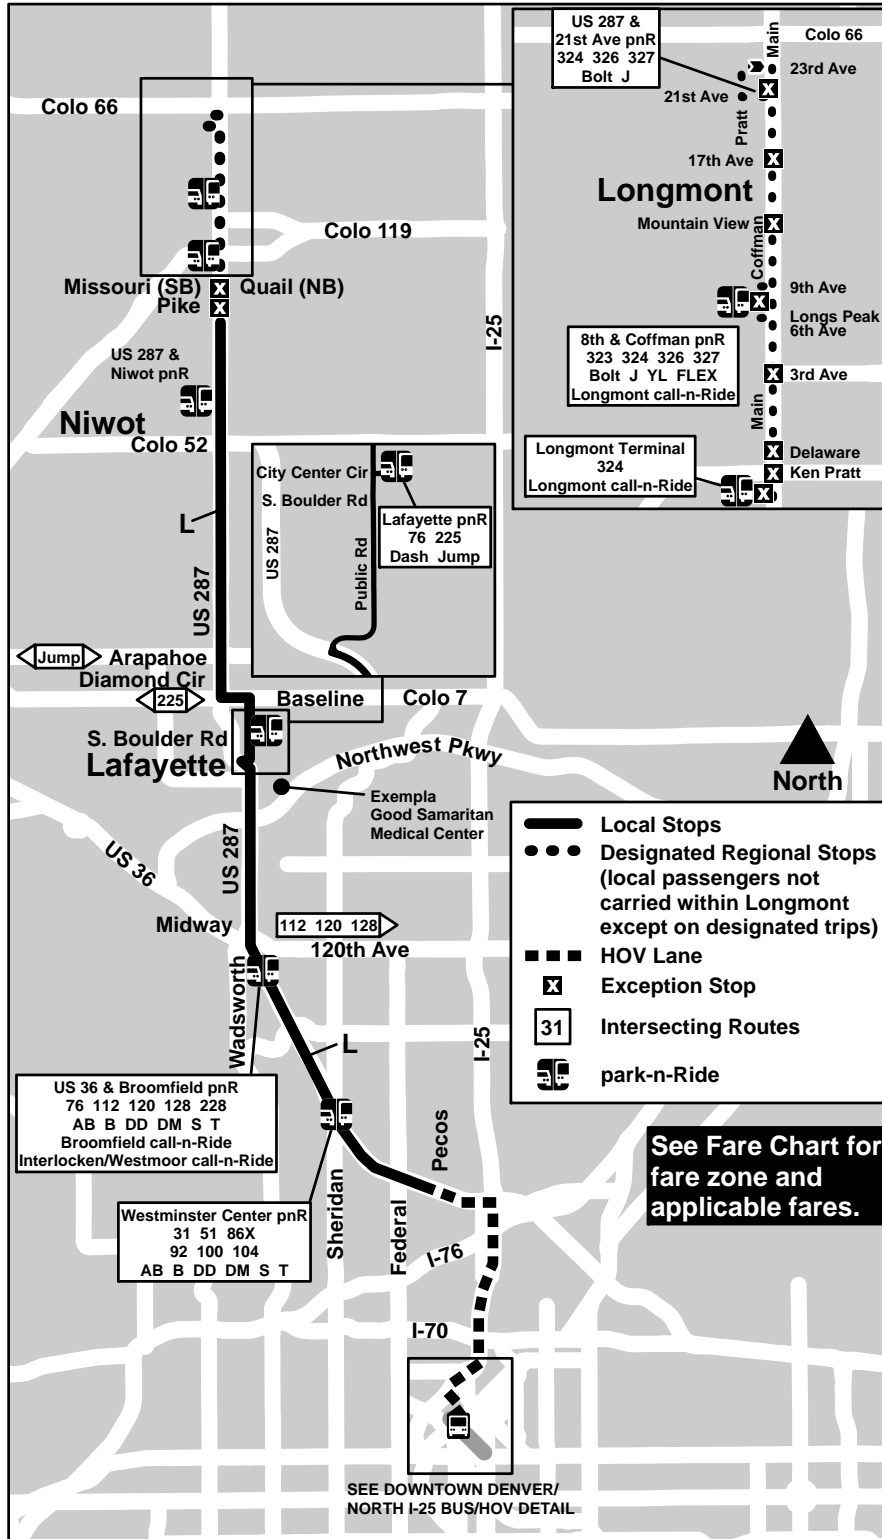 US 287 &
21st Ave pnR
324 326 327
Bolt J
Main
Colo 66
23rd Ave
21st Ave
Pratt
17th Ave
Longmont
Mountain View
Coffman
9th Ave
Longs Peak
6th Ave
8th & Coffman pnR
323 324 326 327
Bolt J YL FLEX
Longmont call-n-Ride
3rd Ave
Main
Delaware
Ken Pratt
Longmont Terminal
324
Longmont call-n-Ride
Colo 66
Colo 119
Missouri (SB)
Quail (NB)
Pike
I-25
US 287 &
Niwot pnR
Niwot
Colo 52
City Center Cir
S. Boulder Rd
Lafayette pnR
76 225
Dash Jump
US 287
Public Rd
L
US 287
Jump
Arapahoe
Diamond Cir
225
Baseline
Colo 7
S. Boulder Rd
Lafayette
Northwest Pkwy
North
Exempla
Good Samaritan
Medical Center
US 36
US 287
Midway
112 120 128
120th Ave
Wadsworth
L
I-25
Local Stops
Designated Regional Stops
(local passengers not
carried within Longmont
except on designated trips)
HOV Lane
X Exception Stop
31 Intersecting Routes
park-n-Ride
US 36 & Broomfield pnR
76 112 120 128 228
AB B DD DM S T
Broomfield call-n-Ride
Interlocken/Westmoor call-n-Ride
Pecos
See Fare Chart for
fare zone and
applicable fares.
Westminster Center pnR
31 51 86X
92 100 104
AB B DD DM S T
Sheridan
Federal
I-76
I-70
SEE DOWNTOWN DENVER/
NORTH I-25 BUS/HOV DETAIL